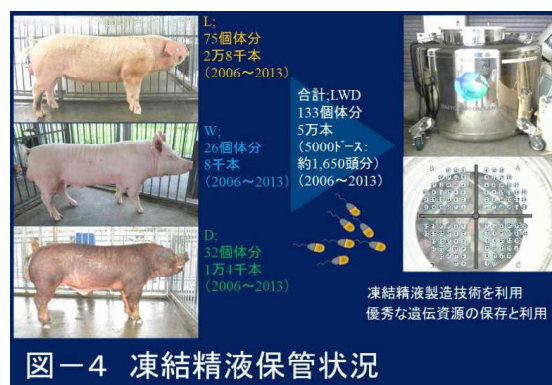 L;
75個体分
2万8千本
(2006～2013)
W;
26個体分
8千本
(2006～2013)
D;
32個体分
1万4千本
(2006～2013)
合計;LWD
133個体分
5万本
(5000ﾄﾞｰｽ:
約1,650頭分)
(2006～2013)
凍結精液製造技術を利用
優秀な遺伝資源の保存と利用
図－4 凍結精液保管状況